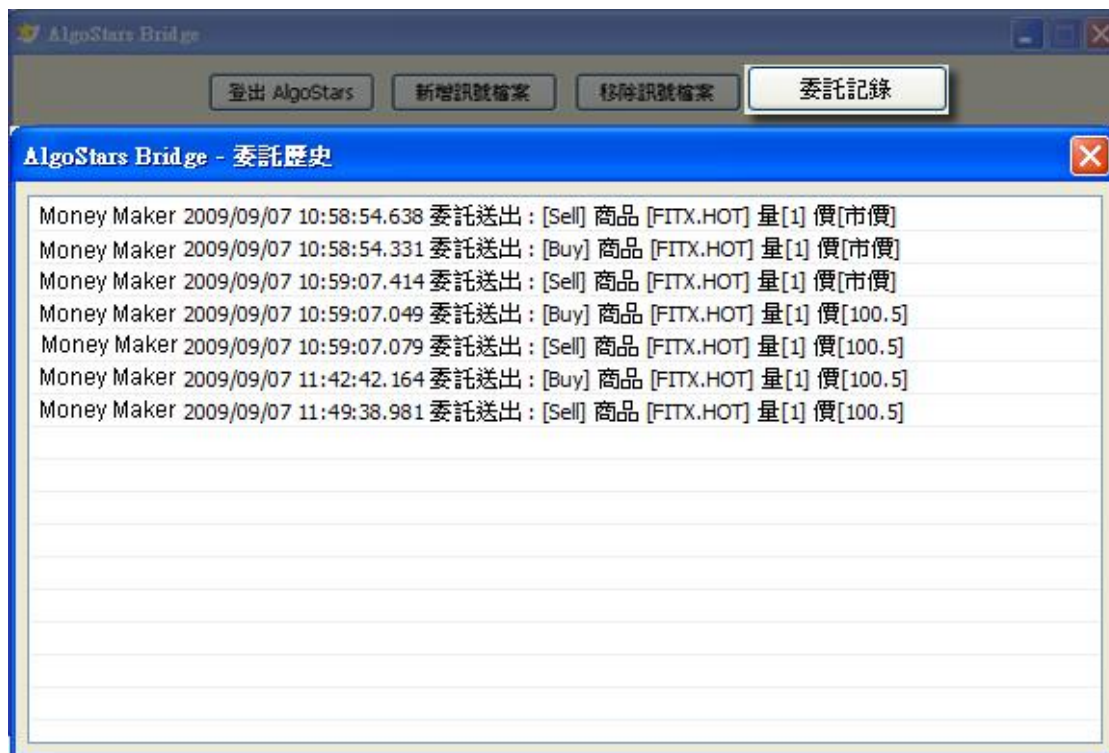 AlgoStars Bridge
登出 AlgoStars 新增訊號檔案 移除訊號檔案 委託記錄
AlgoStars Bridge - 委託歷史
Money Maker 2009/09/07 10:58:54.638 委託送出 : [Sell] 商品 [FITX.HOT] 量[1] 價[市價]
Money Maker 2009/09/07 10:58:54.331 委託送出 : [Buy] 商品 [FITX.HOT] 量[1] 價[市價]
Money Maker 2009/09/07 10:59:07.414 委託送出 : [Sell] 商品 [FITX.HOT] 量[1] 價[市價]
Money Maker 2009/09/07 10:59:07.049 委託送出 : [Buy] 商品 [FITX.HOT] 量[1] 價[100.5]
Money Maker 2009/09/07 10:59:07.079 委託送出 : [Sell] 商品 [FITX.HOT] 量[1] 價[100.5]
Money Maker 2009/09/07 11:42:42.164 委託送出 : [Buy] 商品 [FITX.HOT] 量[1] 價[100.5]
Money Maker 2009/09/07 11:49:38.981 委託送出 : [Sell] 商品 [FITX.HOT] 量[1] 價[100.5]